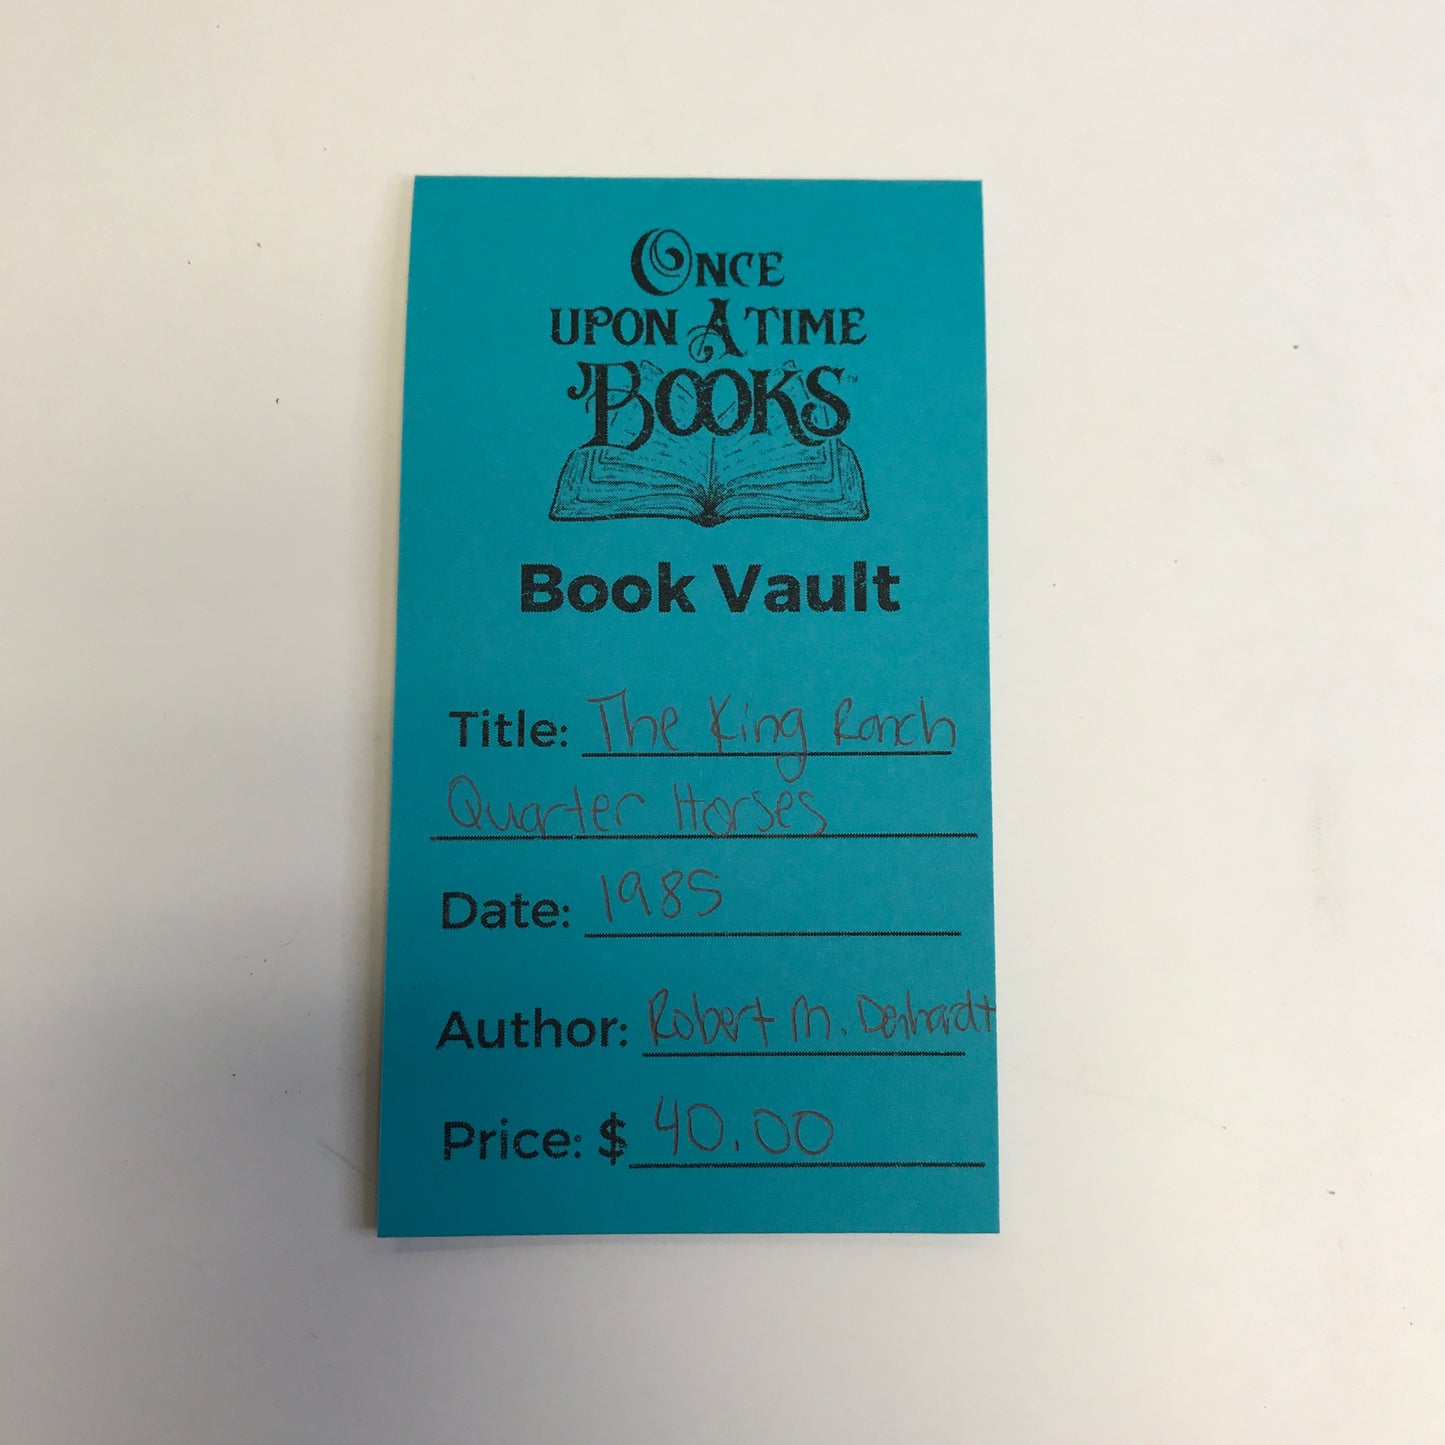 ONCE
UPON A TIME
BOOKS™
Book Vault
Title: The King Ranch
Quarter Horses
Date: 1985
Author: Robert M. Denhardt
Price: $ 40.00